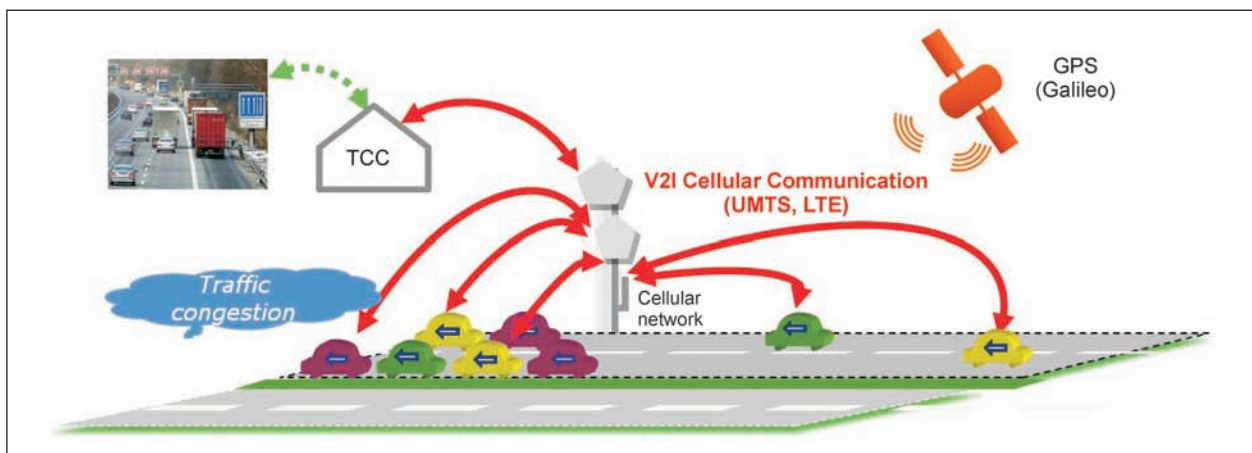 GPS
(Galileo)
TCC
V2I Cellular Communication
(UMTS, LTE)
Traffic
congestion
Cellular
network